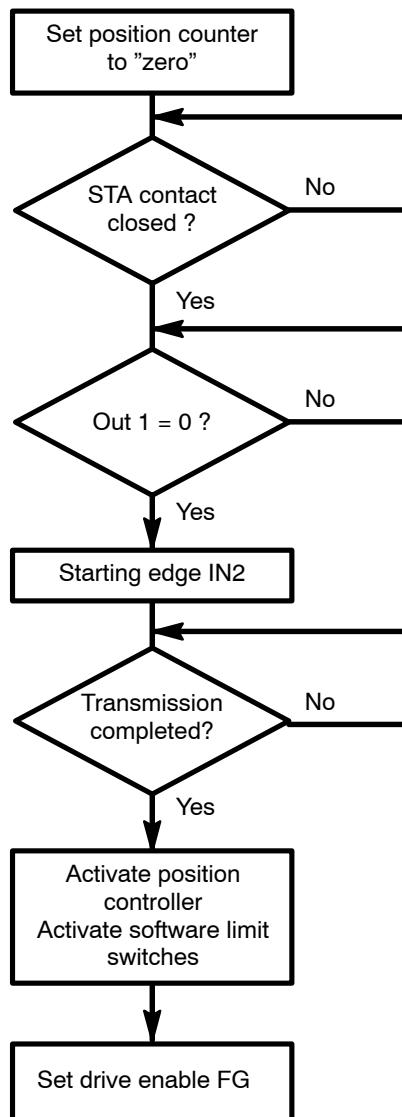 Set position counter
to ”zero”
STA contact
closed ?
No
Yes
Out 1 = 0 ?
No
Yes
Starting edge IN2
Transmission
completed?
No
Yes
Activate position
controller
Activate software limit
switches
Set drive enable FG